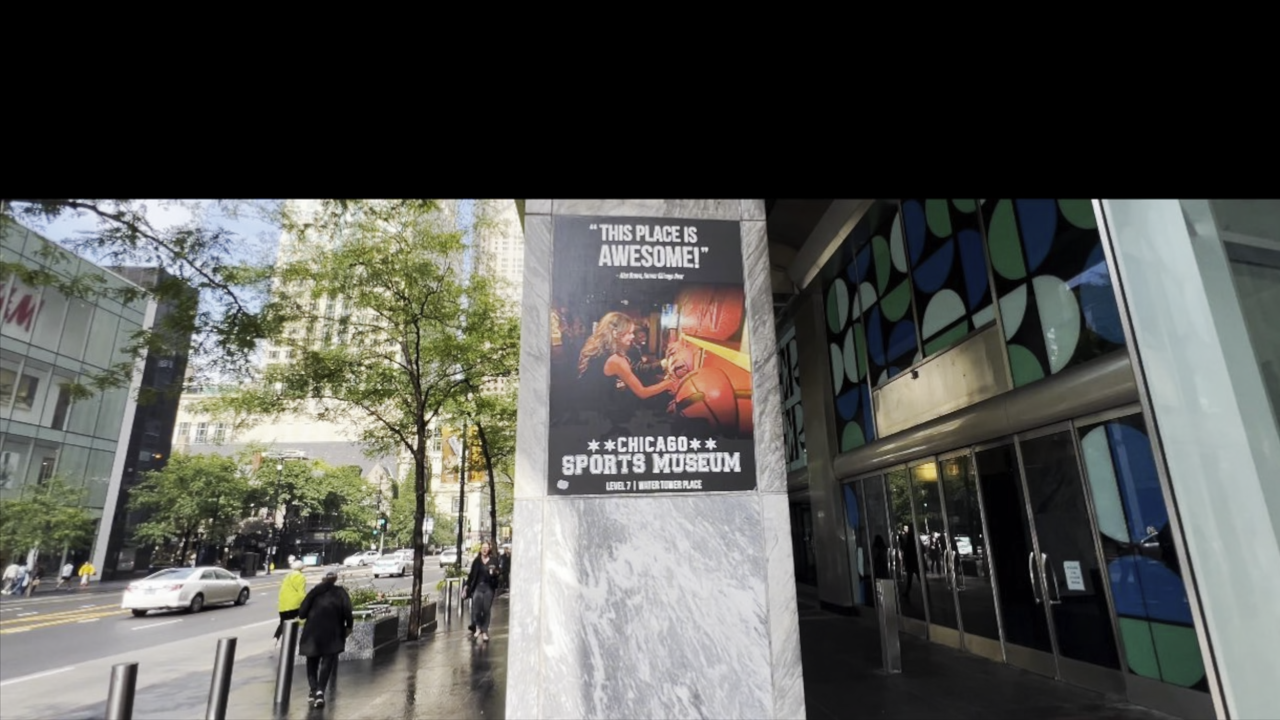 “THIS PLACE IS
AWESOME!”
**CHICAGO**
SPORTS MUSEUM
LEVEL 7 | WATER TOWER PLACE